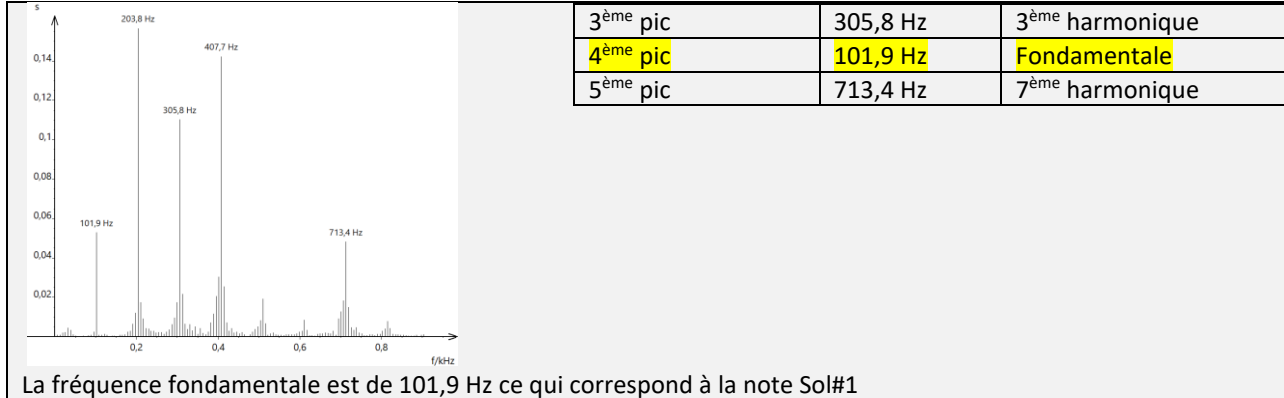 s
203,8 Hz
407,7 Hz
0,14
0,12
305,8 Hz
0,1
0,08
0,06
101,9 Hz
713,4 Hz
0,04
0,02
0,2 0,4 0,6 0,8
f/kHz
3ème pic 305,8 Hz 3ème harmonique
4ème pic 101,9 Hz Fondamentale
5ème pic 713,4 Hz 7ème harmonique
La fréquence fondamentale est de 101,9 Hz ce qui correspond à la note Sol#1